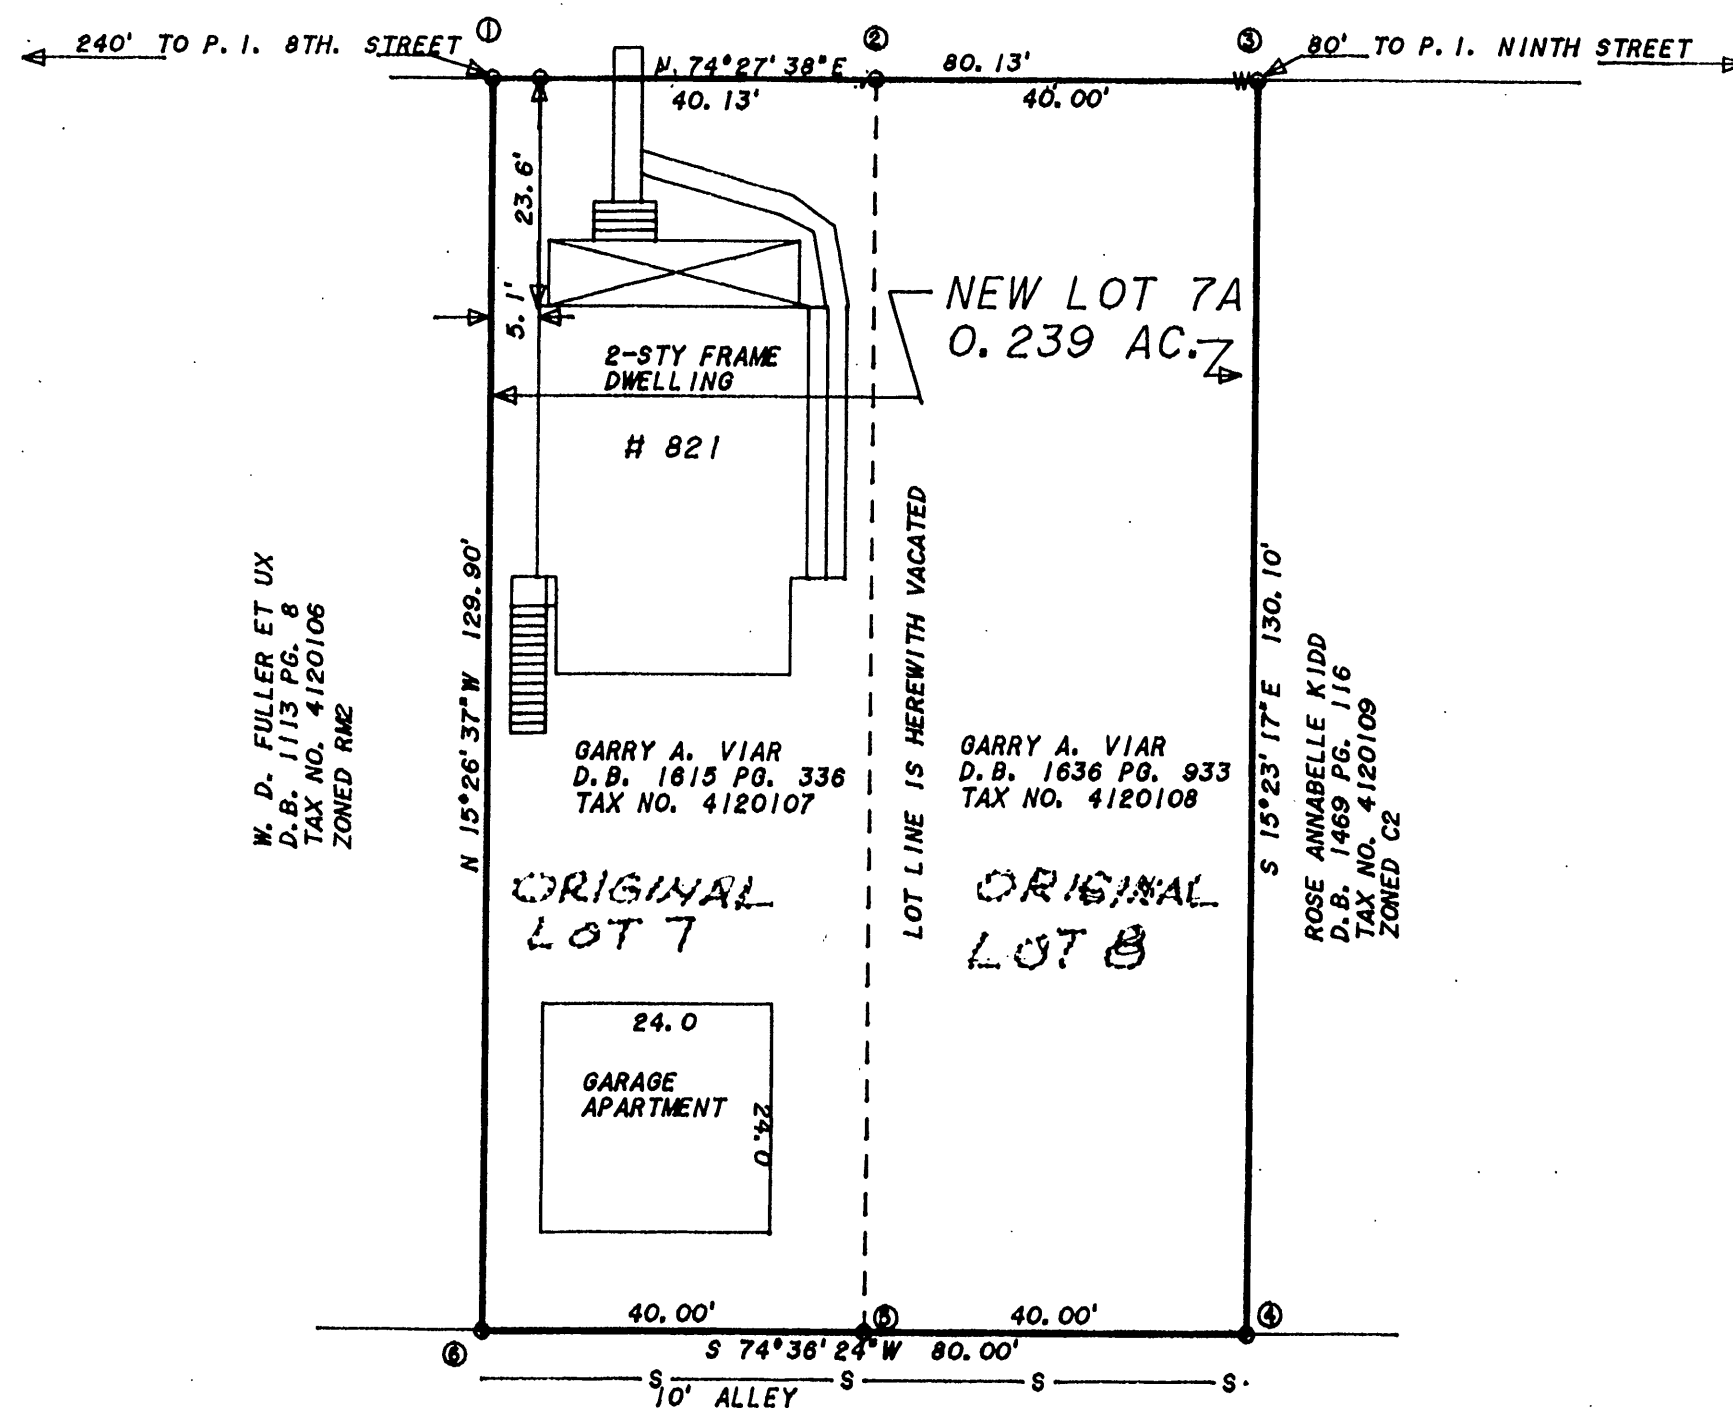 240' TO P. I. 8TH. STREET
①
②
③
80' TO P. I. NINTH STREET
N. 74°27'38"E
80.13'
40.13'
40.00'
W
23.6'
5.1'
NEW LOT 7A
0.239 AC.
2-STY FRAME
DWELLING
# 821
LOT LINE IS HEREWITH VACATED
N 15°26'37"W 129.90'
S 15°23'17"E 130.10'
W. D. FULLER ET UX
D.B. 1113 PG. 8
TAX NO. 4120106
ZONED RM2
ROSE ANNABELLE KIDD
D.B. 1469 PG. 116
TAX NO. 4120109
ZONED C2
GARRY A. VIAR
D.B. 1615 PG. 336
TAX NO. 4120107
GARRY A. VIAR
D.B. 1636 PG. 933
TAX NO. 4120108
ORIGINAL
LOT 7
ORIGINAL
LOT 8
24.0
GARAGE
APARTMENT
24.0
40.00'
⑤
40.00'
④
⑥
S 74°36'24"W 80.00'
S S S S
10' ALLEY